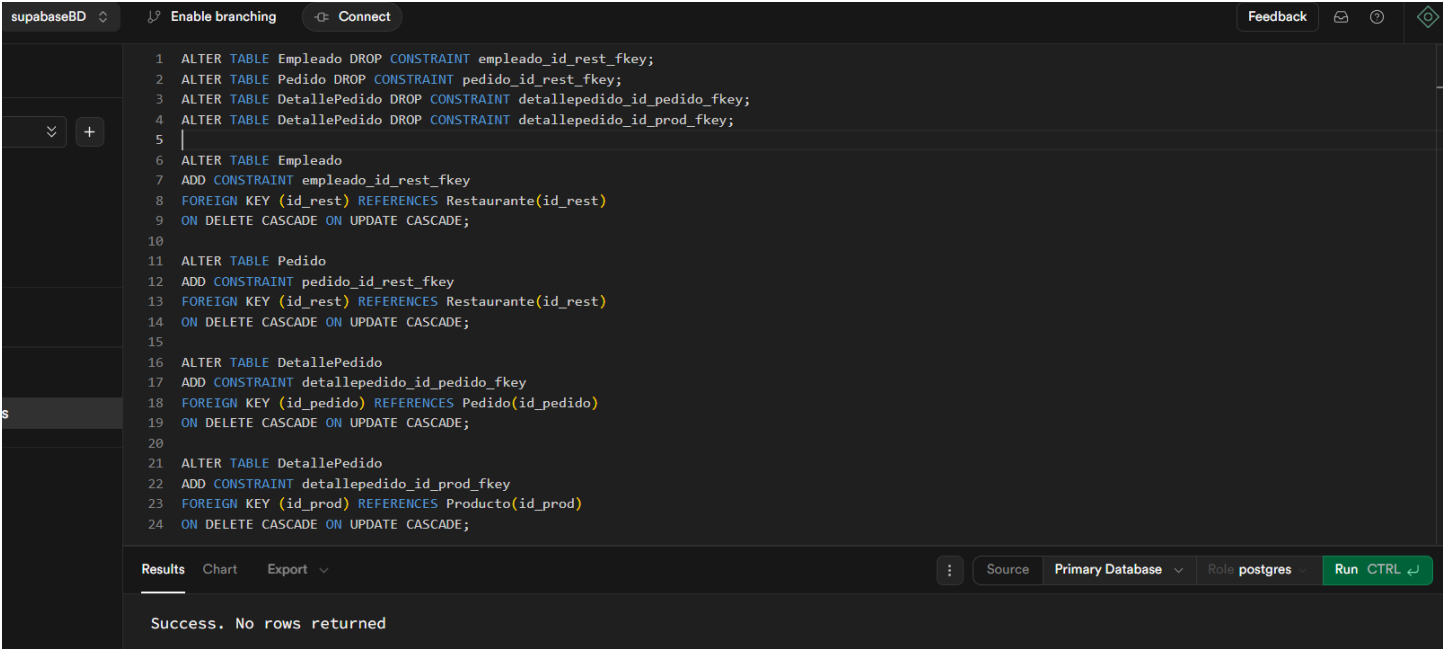 supabaseBD Enable branching Connect Feedback
1 ALTER TABLE Empleado DROP CONSTRAINT empleado_id_rest_fkey;
2 ALTER TABLE Pedido DROP CONSTRAINT pedido_id_rest_fkey;
3 ALTER TABLE DetallePedido DROP CONSTRAINT detallepedido_id_pedido_fkey;
4 ALTER TABLE DetallePedido DROP CONSTRAINT detallepedido_id_prod_fkey;
5
6 ALTER TABLE Empleado
7 ADD CONSTRAINT empleado_id_rest_fkey
8 FOREIGN KEY (id_rest) REFERENCES Restaurante(id_rest)
9 ON DELETE CASCADE ON UPDATE CASCADE;
10
11 ALTER TABLE Pedido
12 ADD CONSTRAINT pedido_id_rest_fkey
13 FOREIGN KEY (id_rest) REFERENCES Restaurante(id_rest)
14 ON DELETE CASCADE ON UPDATE CASCADE;
15
16 ALTER TABLE DetallePedido
17 ADD CONSTRAINT detallepedido_id_pedido_fkey
18 FOREIGN KEY (id_pedido) REFERENCES Pedido(id_pedido)
s
19 ON DELETE CASCADE ON UPDATE CASCADE;
20
21 ALTER TABLE DetallePedido
22 ADD CONSTRAINT detallepedido_id_prod_fkey
23 FOREIGN KEY (id_prod) REFERENCES Producto(id_prod)
24 ON DELETE CASCADE ON UPDATE CASCADE;
Results Chart Export Source Primary Database Role postgres Run CTRL
Success. No rows returned